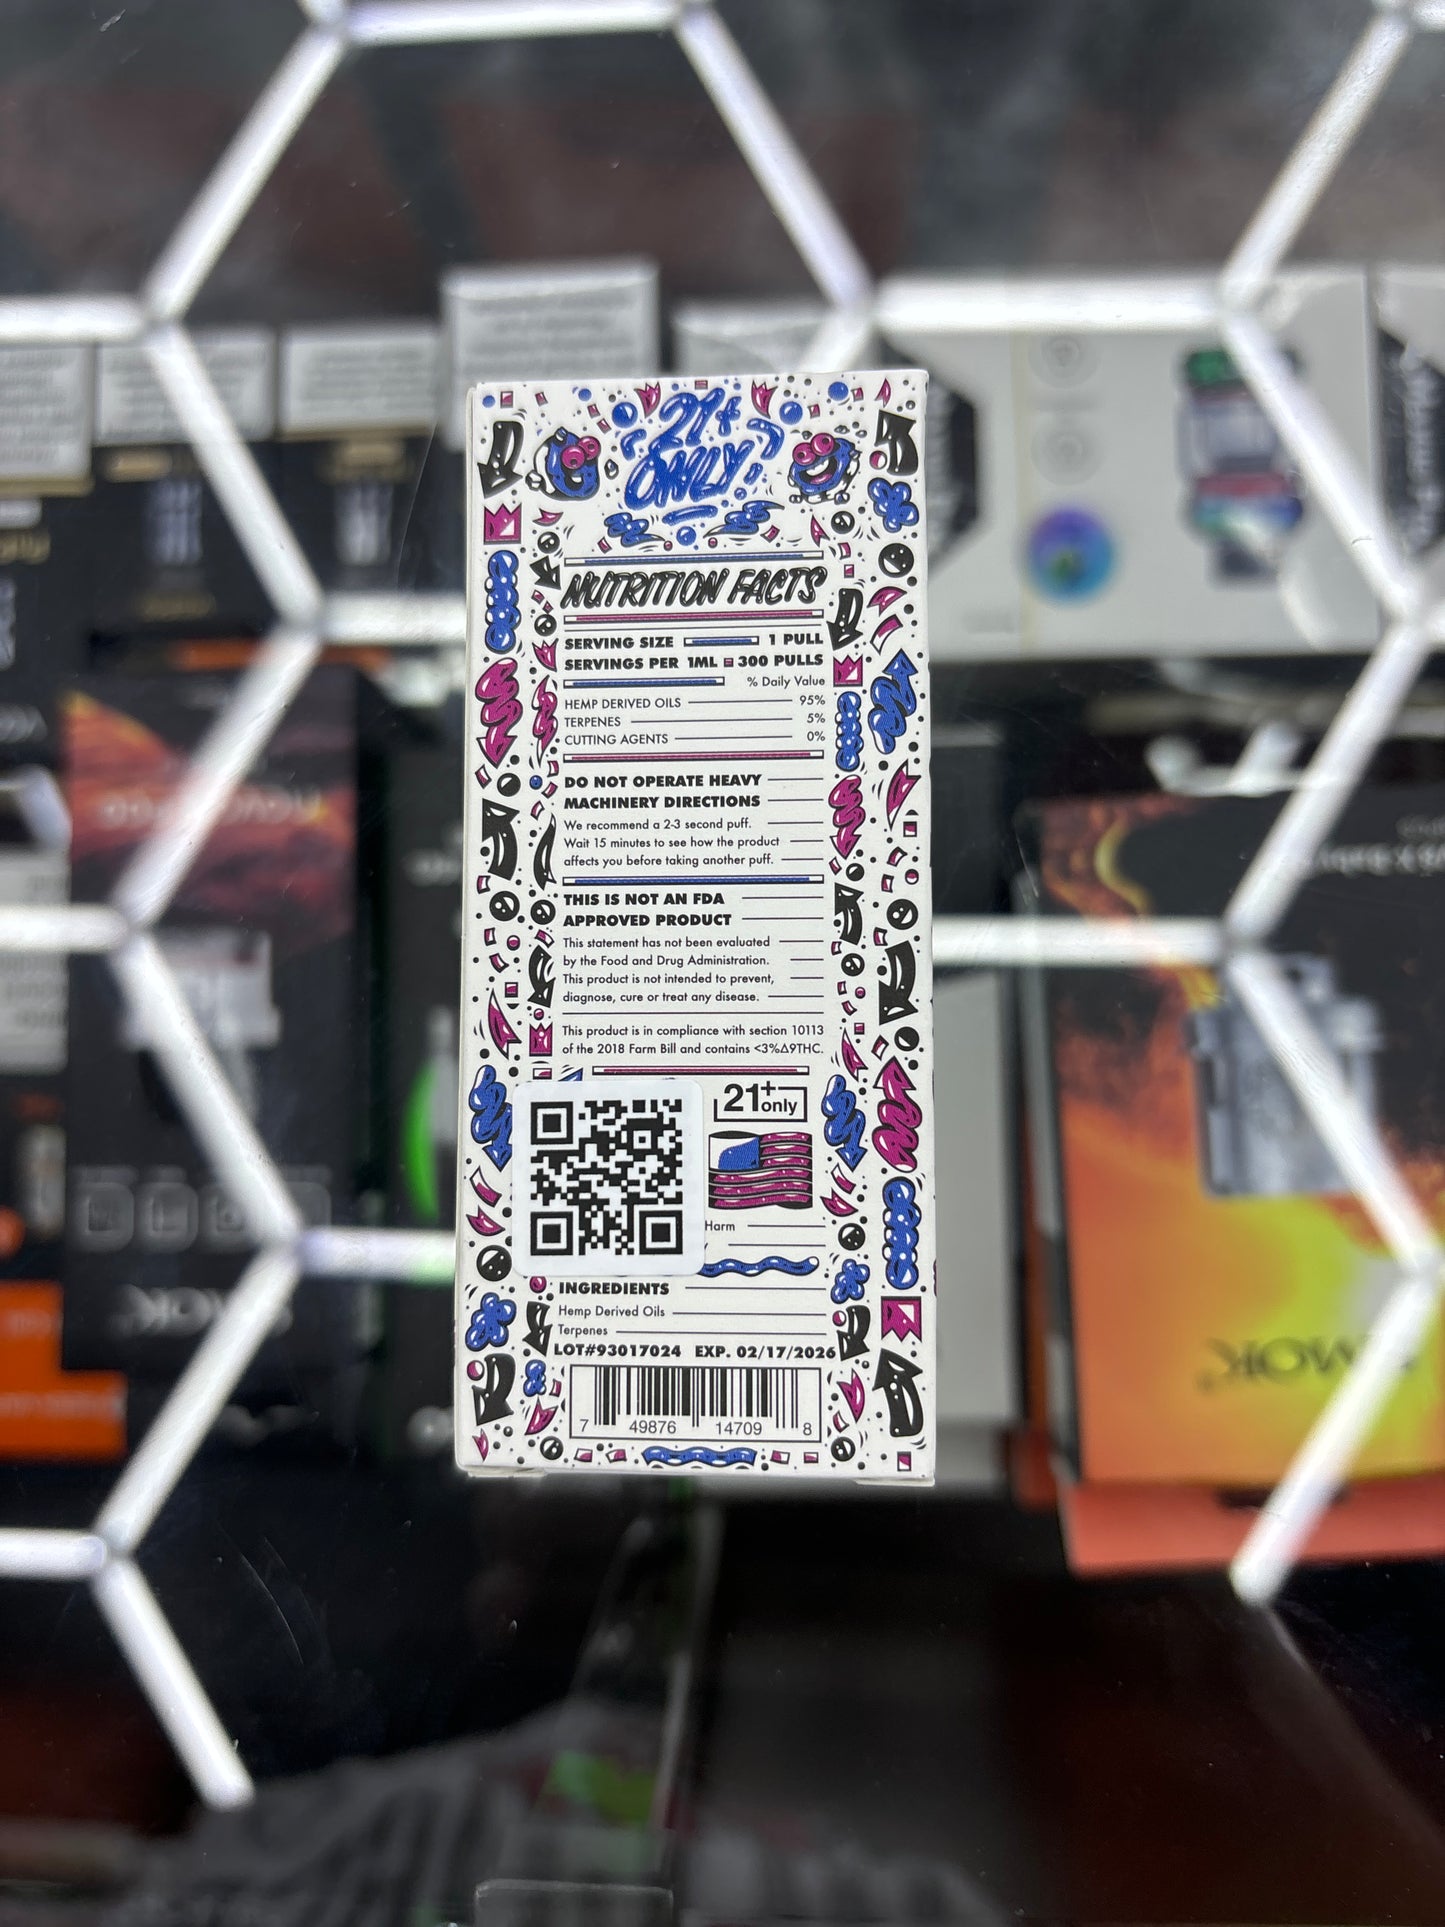 21+
ONLY!
NUTRITION FACTS
SERVING SIZE 1 PULL
SERVINGS PER 1ML 300 PULLS
% Daily Value
HEMP DERIVED OILS 95%
TERPENES 5%
CUTTING AGENTS 0%
DO NOT OPERATE HEAVY
MACHINERY DIRECTIONS
We recommend a 2-3 second puff.
Wait 15 minutes to see how the product
affects you before taking another puff.
THIS IS NOT AN FDA
APPROVED PRODUCT
This statement has not been evaluated
by the Food and Drug Administration.
This product is not intended to prevent,
diagnose, cure or treat any disease.
This product is in compliance with section 10113
of the 2018 Farm Bill and contains <3%Δ9THC.
21+ only
Harm
INGREDIENTS
Hemp Derived Oils
Terpenes
LOT#93017024 EXP. 02/17/2026
7 49876 14709 8
SMOK
SMOK